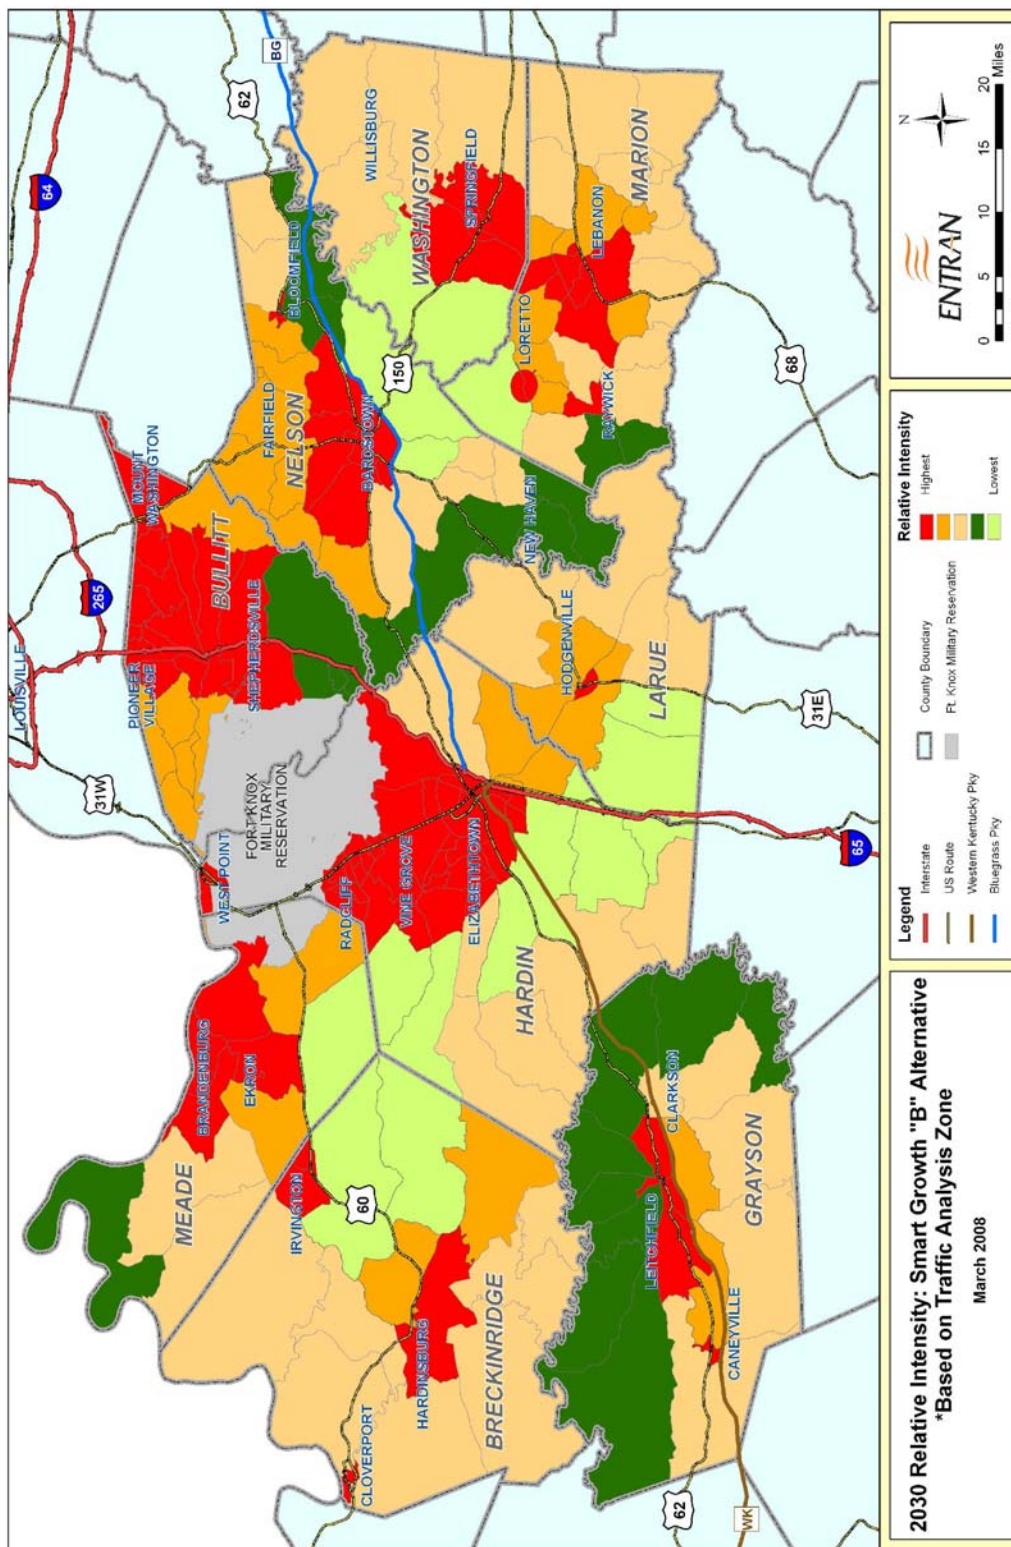 64
BG
62
LOUISVILLE
265
MOUNT
WASHINGTON
BLOOMFIELD
WILLISBURG
FAIRFIELD
NELSON
WASHINGTON
SPRINGFIELD
31W
PIONEER
VILLAGE
BULLITT
SHEPHERDSVILLE
BARDSTOWN
150
LORETTO
LEBANON
MARION
WEST POINT
FORT KNOX
MILITARY
RESERVATION
NEW HAVEN
RAYWICK
68
BRANDENBURG
EKRON
RADCLIFF
VINE GROVE
ELIZABETHTOWN
HODGENVILLE
LARUE
31E
MEADE
IRVINGTON
60
HARDIN
65
CLOVERPORT
HARDINSBURG
BRECKINRIDGE
LEITCHFIELD
CLARKSON
CANEYVILLE
GRAYSON
62
WK
2030 Relative Intensity: Smart Growth "B" Alternative
*Based on Traffic Analysis Zone
March 2008
Legend
Interstate
US Route
Western Kentucky Pky
Bluegrass Pky
County Boundary
Ft. Knox Military Reservation
Relative Intensity
Highest
Lowest
ENTRAN
N
0 5 10 15 20
Miles